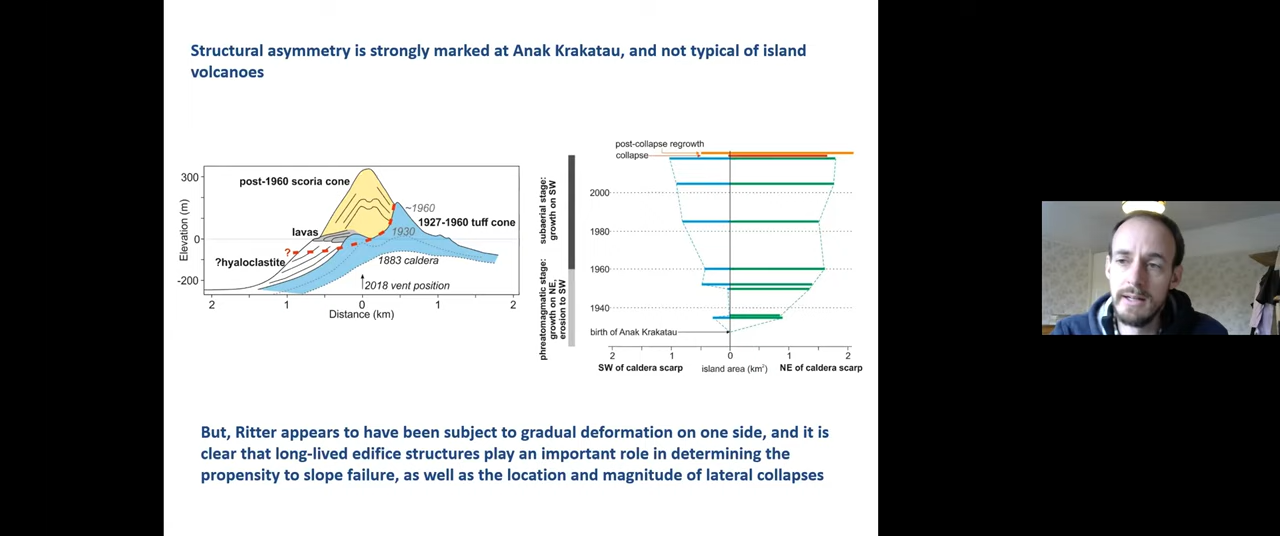 Structural asymmetry is strongly marked at Anak Krakatau, and not typical of island
volcanoes
300
0
-200
Elevation (m)
post-1960 scoria cone
~1960
1927-1960 tuff cone
1930
lavas
?
?hyaloclastite
1883 caldera
2018 vent position
2
1
0
1
2
Distance (km)
phreatomagmatic stage:
growth on NE,
erosion to SW
subaerial stage:
growth on SW
post-collapse regrowth
collapse
2000
1980
1960
1940
birth of Anak Krakatau
2
1
0
1
2
SW of caldera scarp
island area (km²)
NE of caldera scarp
But, Ritter appears to have been subject to gradual deformation on one side, and it is
clear that long-lived edifice structures play an important role in determining the
propensity to slope failure, as well as the location and magnitude of lateral collapses